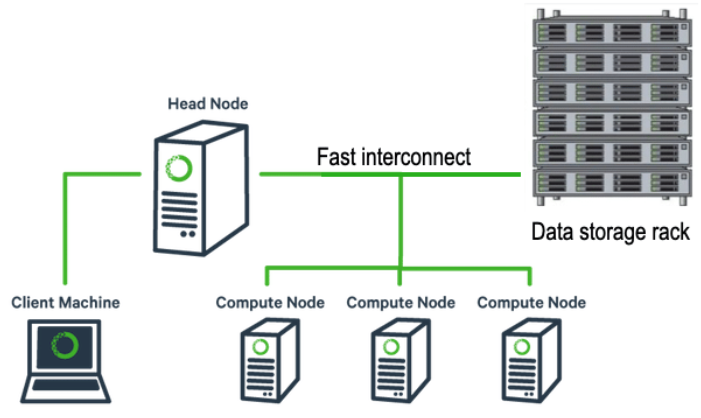 Head Node
Fast interconnect
Data storage rack
Client Machine
Compute Node
Compute Node
Compute Node